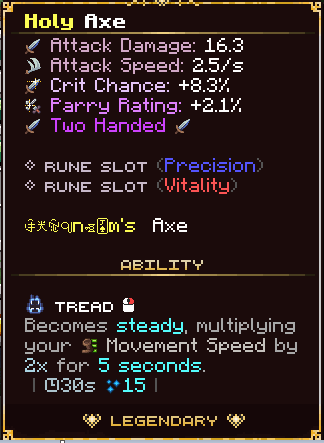 Holy Axe
Attack Damage: 16.3
Attack Speed: 2.5/s
Crit Chance: +8.3%
Parry Rating: +2.1%
Two Handed
RUNE SLOT (Precision)
RUNE SLOT (Vitality)
Axe
ABILITY
TREAD
Becomes steady, multiplying
your Movement Speed by
2x for 5 seconds.
| 30s 15 |
LEGENDARY